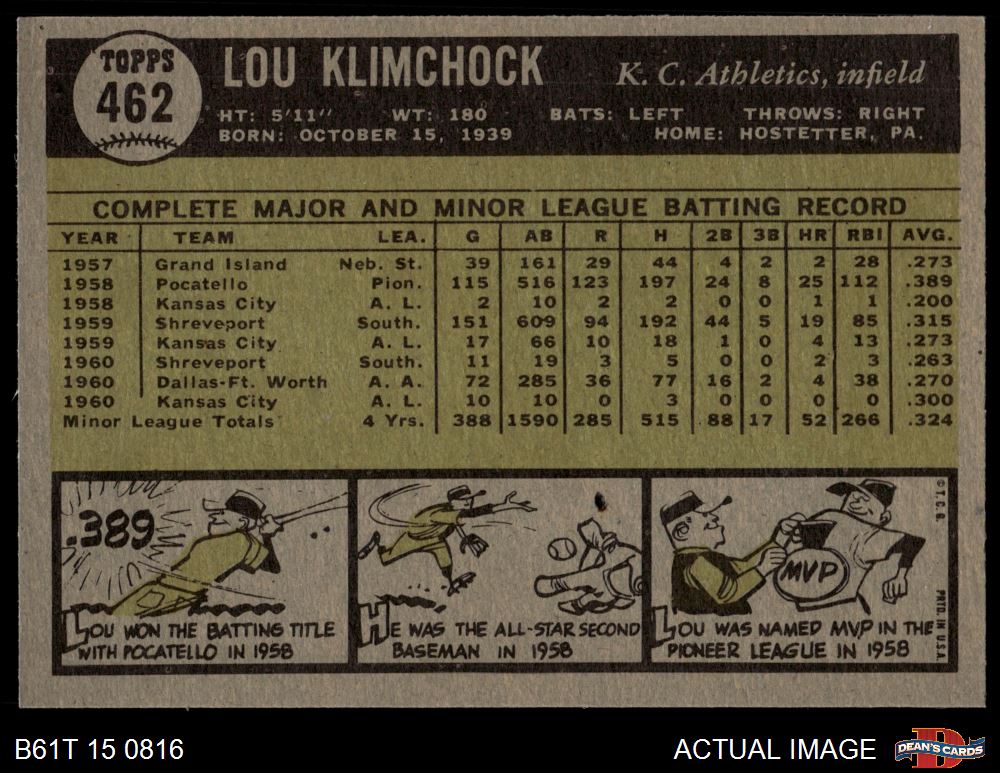 TOPPS
462
LOU KLIMCHOCK
K. C. Athletics, infield
HT: 5'11" WT: 180 BATS: LEFT THROWS: RIGHT
BORN: OCTOBER 15, 1939 HOME: HOSTETTER, PA.
COMPLETE MAJOR AND MINOR LEAGUE BATTING RECORD
YEAR TEAM LEA. G AB R H 2B 3B HR RBI AVG.
1957 Grand Island Neb. St. 39 161 29 44 4 2 2 28 .273
1958 Pocatello Pion. 115 516 123 197 24 8 25 112 .389
1958 Kansas City A. L. 2 10 2 2 0 0 1 1 .200
1959 Shreveport South. 151 609 94 192 44 5 19 85 .315
1959 Kansas City A. L. 17 66 10 18 1 0 4 13 .273
1960 Shreveport South. 11 19 3 5 0 0 2 3 .263
1960 Dallas-Ft. Worth A. A. 72 285 36 77 16 2 4 38 .270
1960 Kansas City A. L. 10 10 0 3 0 0 0 0 .300
Minor League Totals 4 Yrs. 388 1590 285 515 88 17 52 266 .324
.389
LOU WON THE BATTING TITLE
WITH POCATELLO IN 1958
HE WAS THE ALL-STAR SECOND
BASEMAN IN 1958
MVP
LOU WAS NAMED MVP IN THE
PIONEER LEAGUE IN 1958
© T.C.G. PRTD. IN U.S.A.
B61T 15 0816
ACTUAL IMAGE
D
DEAN'S CARDS